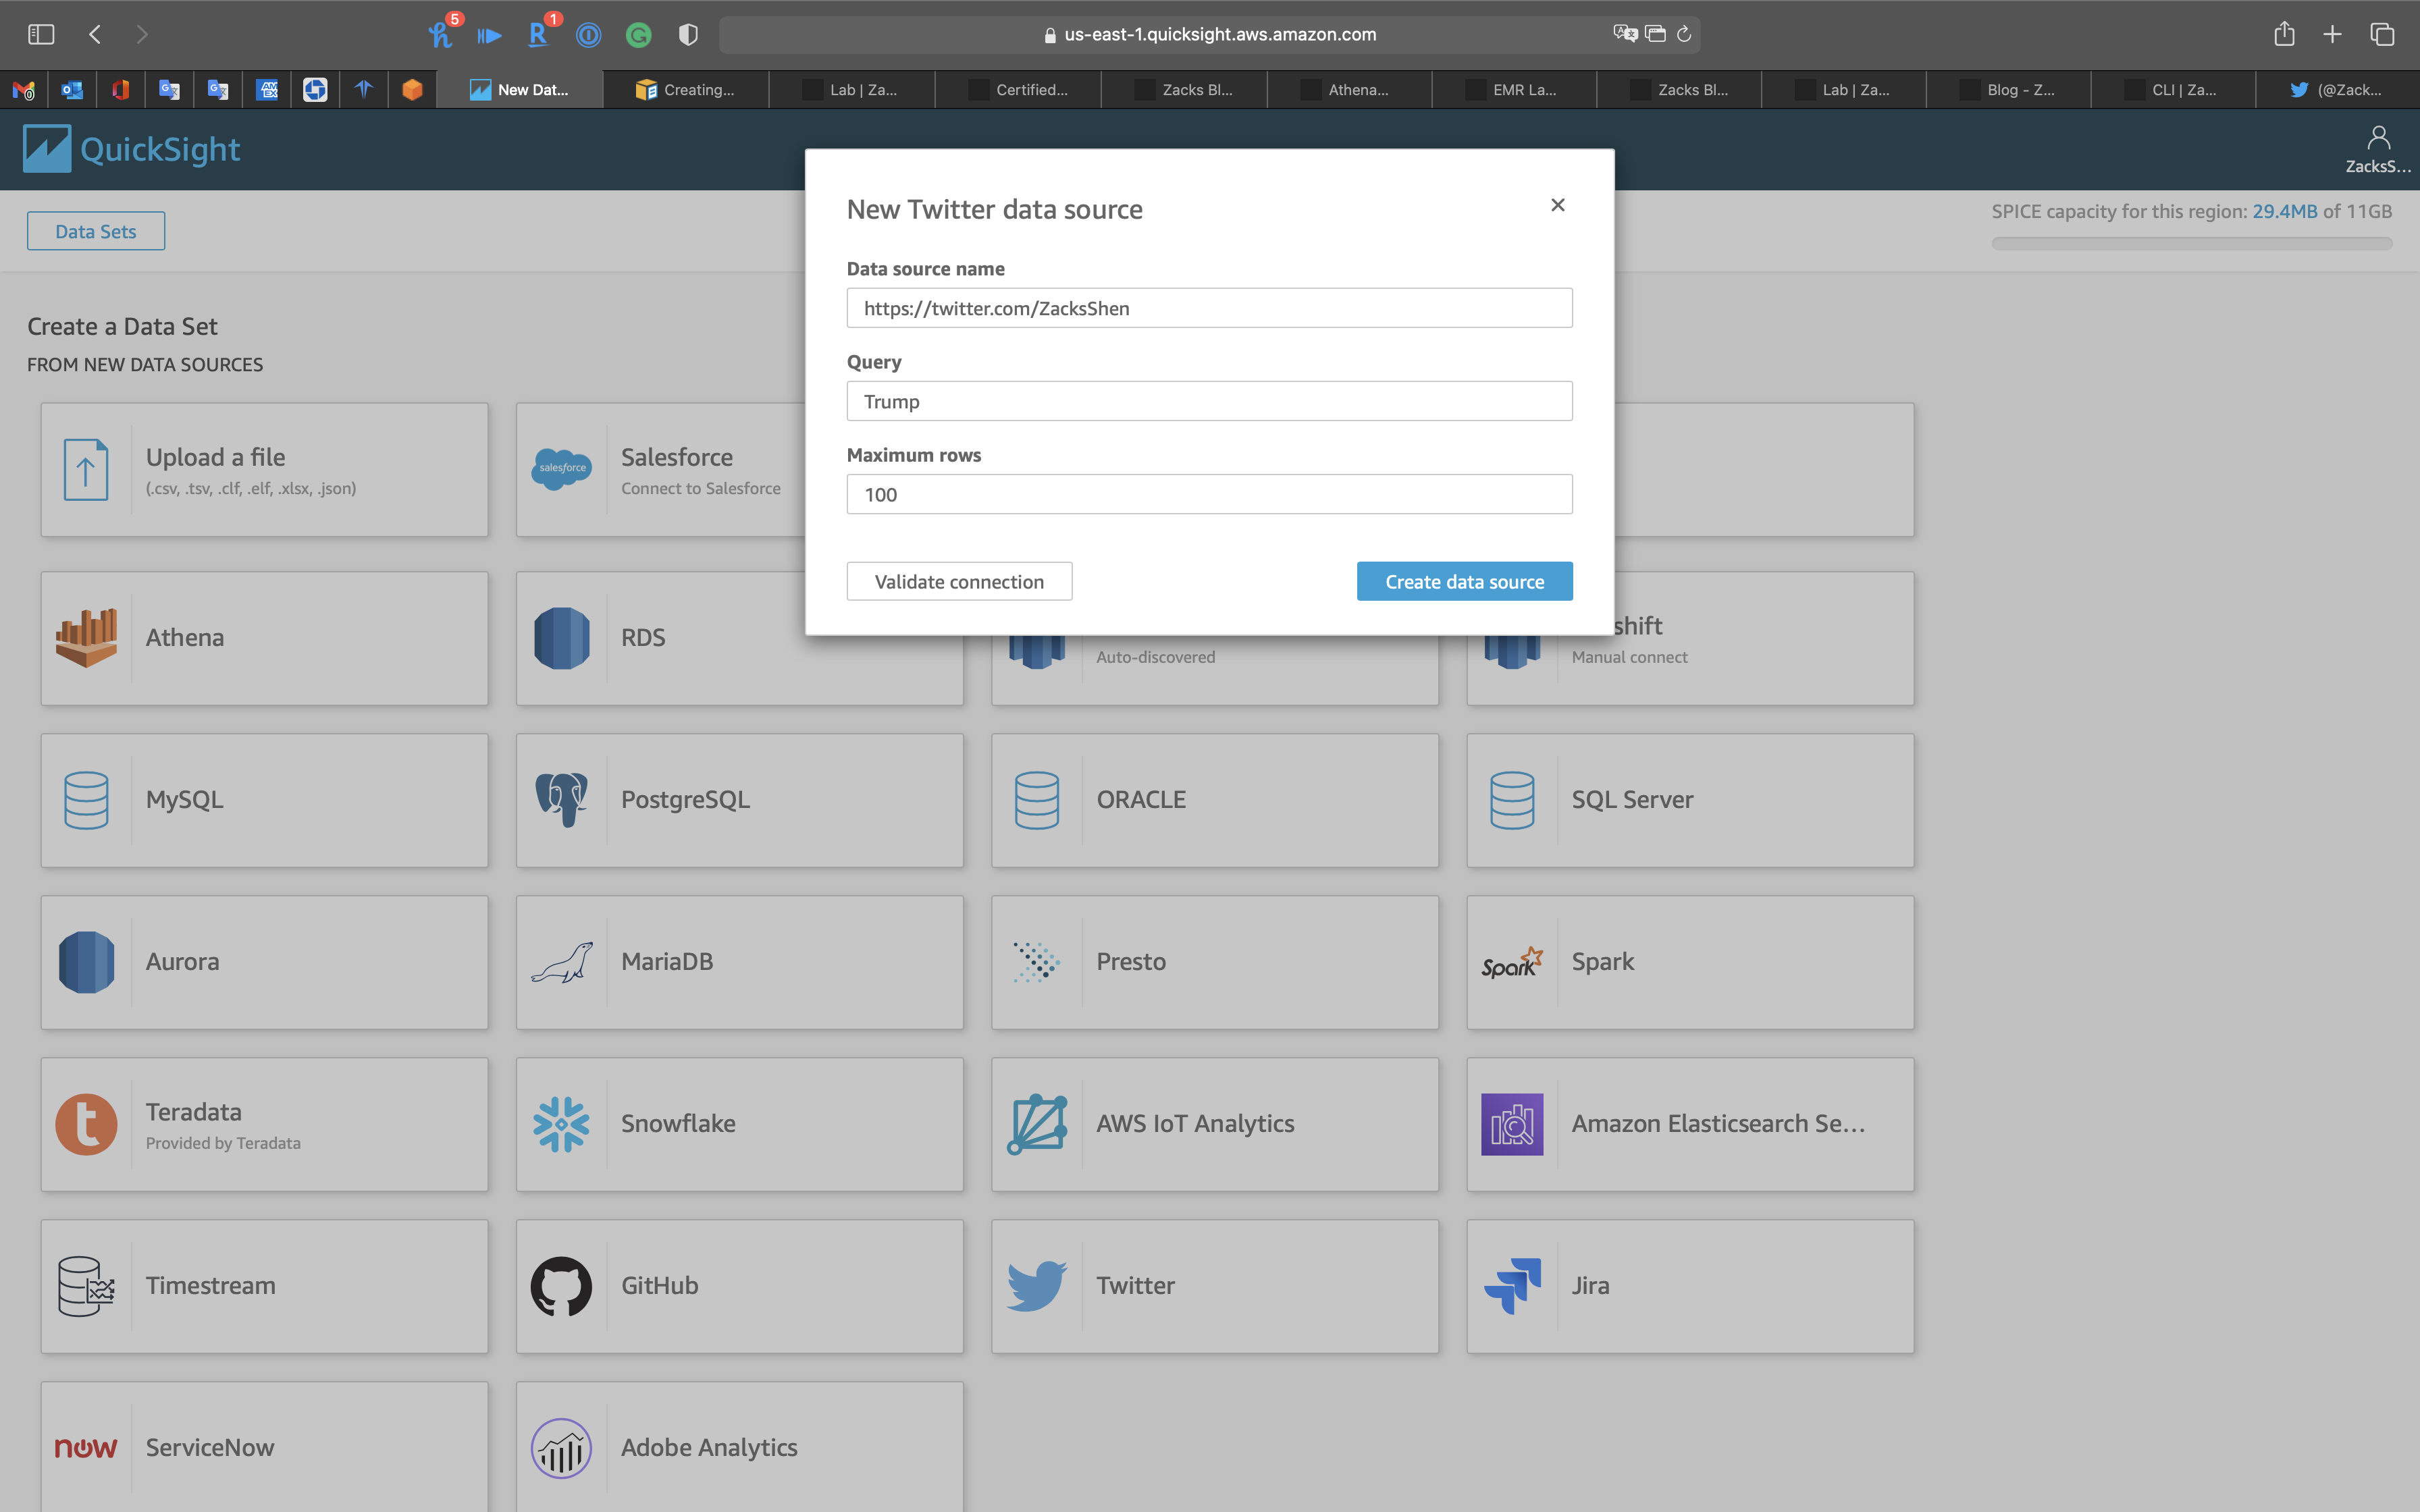 5
1
us-east-1.quicksight.aws.amazon.com
New Dat...
Creating...
Lab | Za...
Certified...
Zacks Bl...
Athena...
EMR La...
Zacks Bl...
Lab | Za...
Blog - Z...
CLI | Za...
(@Zack...
QuickSight
ZacksS...
Data Sets
SPICE capacity for this region: 29.4MB of 11GB
New Twitter data source
Data source name
https://twitter.com/ZacksShen
Query
Trump
Maximum rows
100
Validate connection
Create data source
Create a Data Set
FROM NEW DATA SOURCES
Upload a file
(.csv, .tsv, .clf, .elf, .xlsx, .json)
salesforce
Salesforce
Connect to Salesforce
Athena
RDS
Auto-discovered
shift
Manual connect
MySQL
PostgreSQL
ORACLE
SQL Server
Aurora
MariaDB
Presto
Spark
Spark
t
Teradata
Provided by Teradata
Snowflake
AWS IoT Analytics
Amazon Elasticsearch Se...
Timestream
GitHub
Twitter
Jira
now
ServiceNow
Adobe Analytics